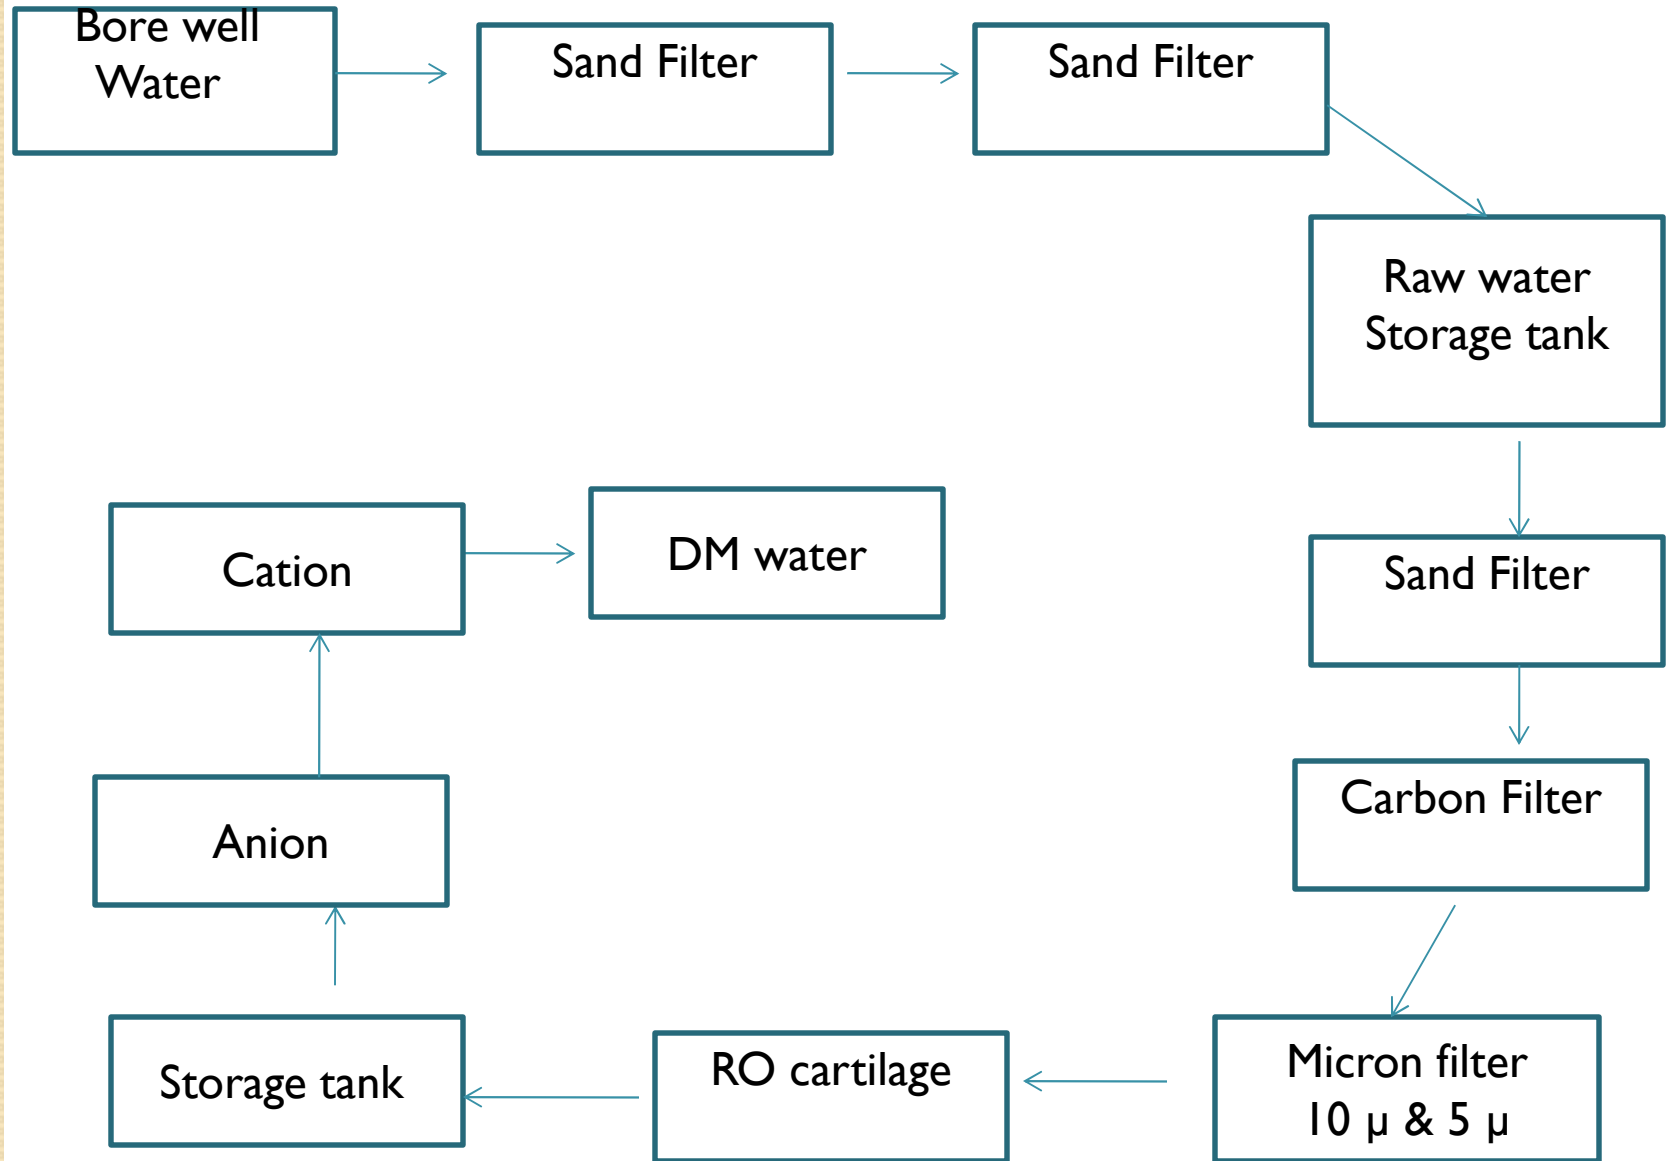 Bore well
Water
Sand Filter
Sand Filter
Raw water
Storage tank
Sand Filter
Carbon Filter
Micron filter
10 µ & 5 µ
RO cartilage
Storage tank
Anion
Cation
DM water